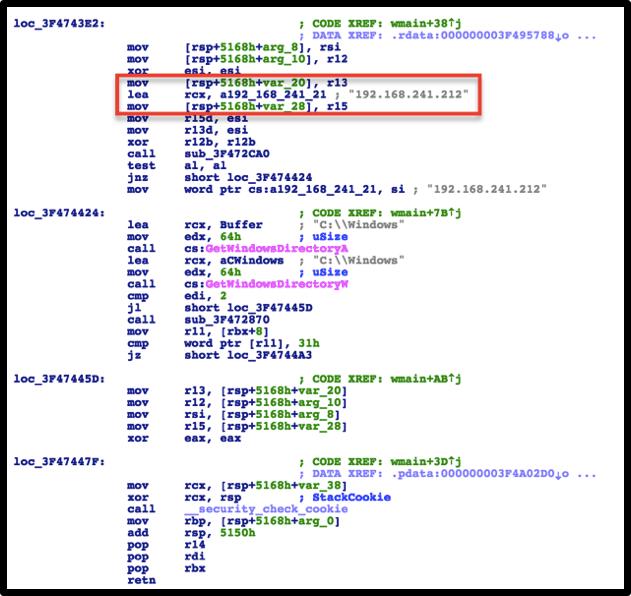 loc_3F4743E2: ; CODE XREF: wmain+38↑j
; DATA XREF: .rdata:000000003F495788↓o ...
mov [rsp+5168h+arg_8], rsi
mov [rsp+5168h+arg_10], r12
xor esi, esi
mov [rsp+5168h+var_20], r13
lea rcx, a192_168_241_21 ; "192.168.241.212"
mov [rsp+5168h+var_28], r15
mov r15d, esi
mov r13d, esi
xor r12b, r12b
call sub_3F472CA0
test al, al
jnz short loc_3F474424
mov word ptr cs:a192_168_241_21, si ; "192.168.241.212"
loc_3F474424: ; CODE XREF: wmain+7B↑j
lea rcx, Buffer ; "C:\\Windows"
mov edx, 64h ; uSize
call cs:GetWindowsDirectoryA
lea rcx, aCWindows ; "C:\\Windows"
mov edx, 64h ; uSize
call cs:GetWindowsDirectoryW
cmp edi, 2
jl short loc_3F47445D
call sub_3F472870
mov r11, [rbx+8]
cmp word ptr [r11], 31h
jz short loc_3F4744A3
loc_3F47445D: ; CODE XREF: wmain+AB↑j
mov r13, [rsp+5168h+var_20]
mov r12, [rsp+5168h+arg_10]
mov rsi, [rsp+5168h+arg_8]
mov r15, [rsp+5168h+var_28]
xor eax, eax
loc_3F47447F: ; CODE XREF: wmain+3D↑j
; DATA XREF: .pdata:000000003F4A02D0↓o ...
mov rcx, [rsp+5168h+var_38]
xor rcx, rsp ; StackCookie
call __security_check_cookie
mov rbp, [rsp+5168h+arg_0]
add rsp, 5150h
pop r14
pop rdi
pop rbx
retn